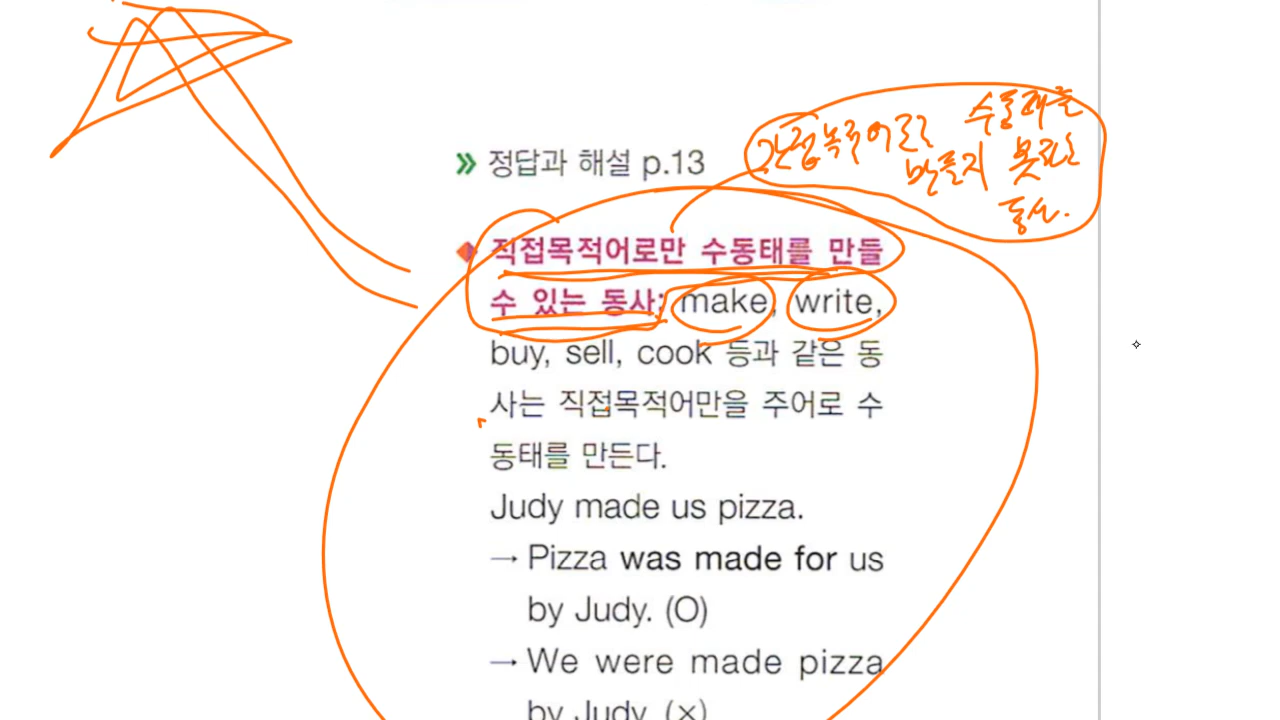 간접목적어로 수동태를
만들지 못하는
동사.
정답과 해설 p.13
직접목적어로만 수동태를 만들
수 있는 동사: make, write,
buy, sell, cook 등과 같은 동
사는 직접목적어만을 주어로 수
동태를 만든다.
Judy made us pizza.
→ Pizza was made for us
by Judy. (O)
→ We were made pizza
by Judy. (×)